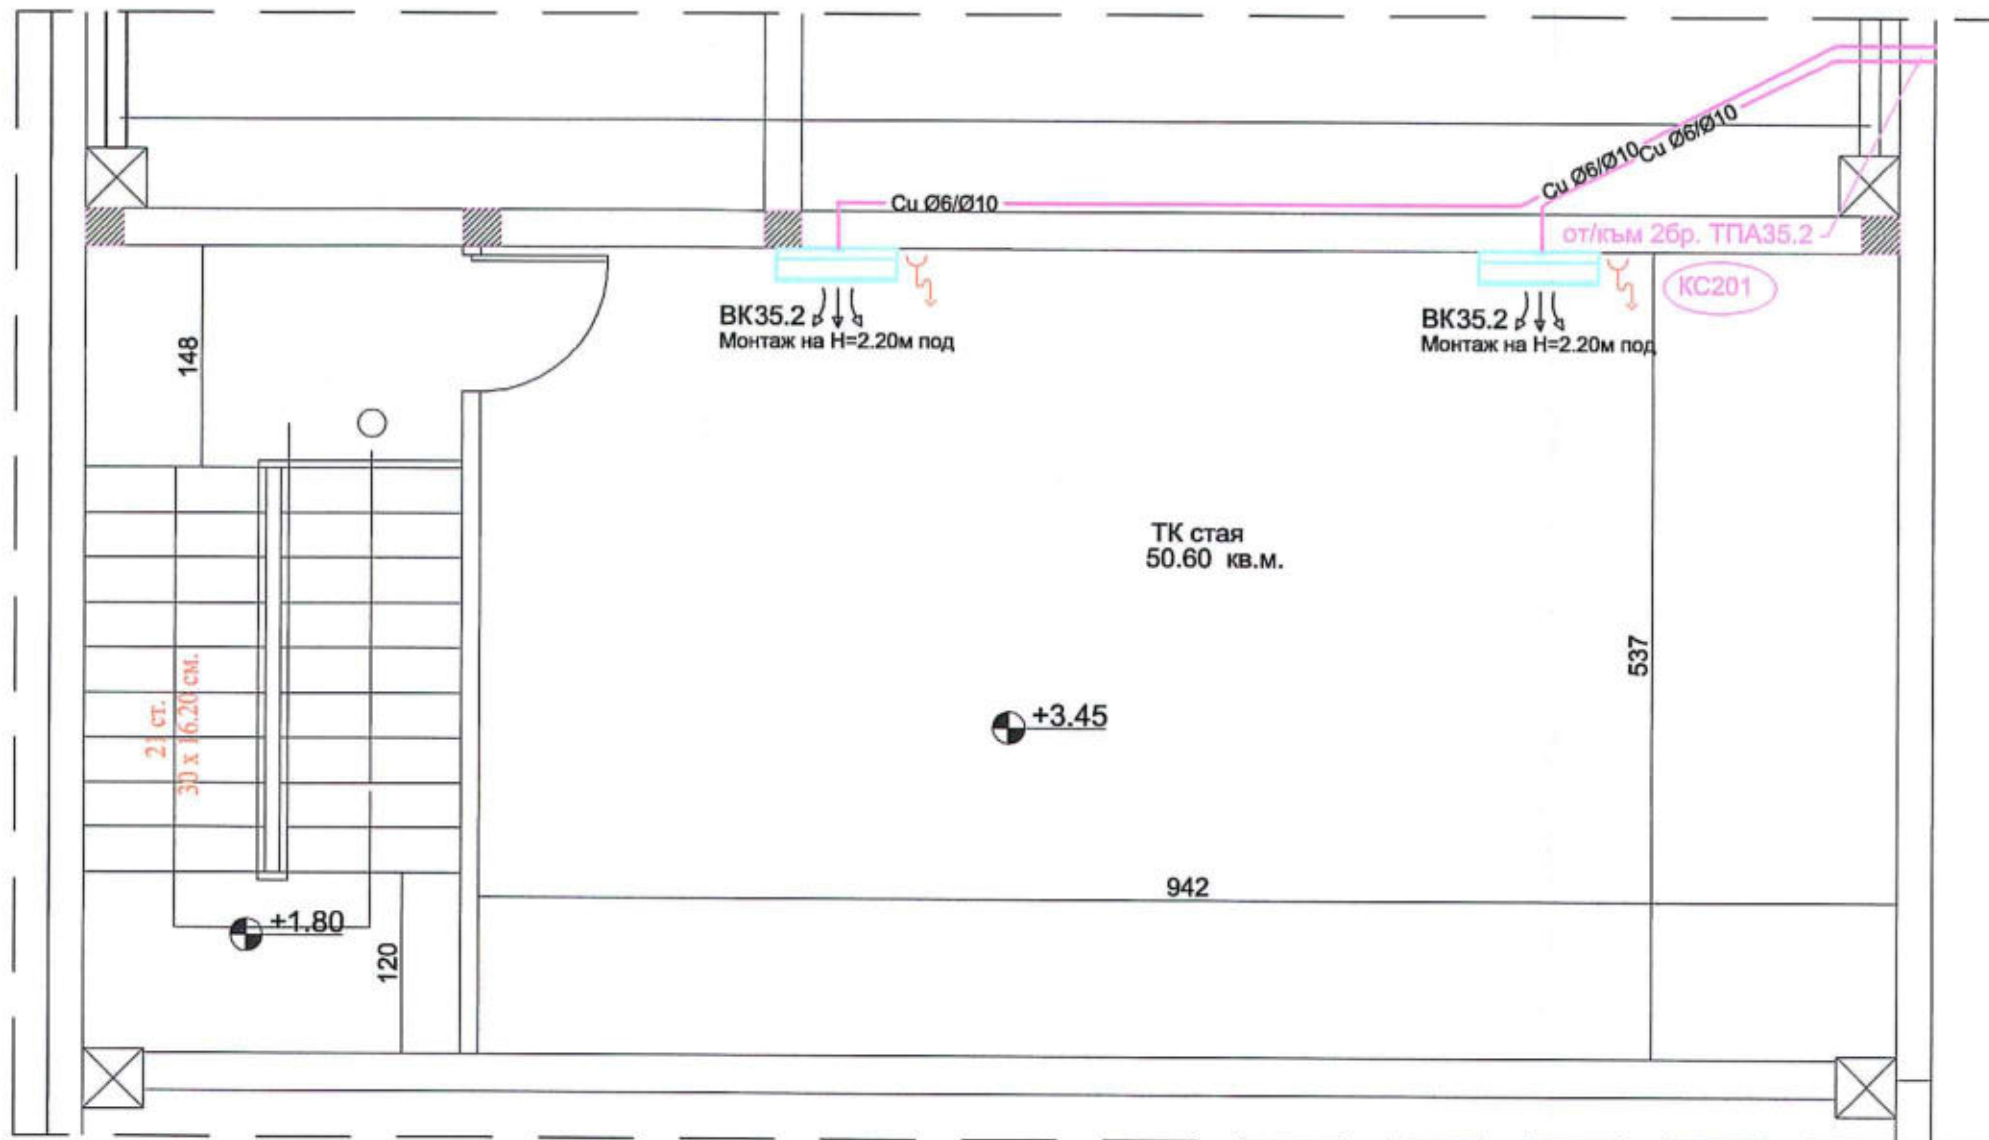 Cu Ø6/Ø10
Cu Ø6/Ø10
Cu Ø6/Ø10
от/към 2бр. ТПА35.2
КС201
ВК35.2
Монтаж на Н=2.20м под
ВК35.2
Монтаж на Н=2.20м под
148
ТК стая
50.60 кв.м.
537
21 ст.
30 x 16.20 см.
+3.45
942
+1.80
120